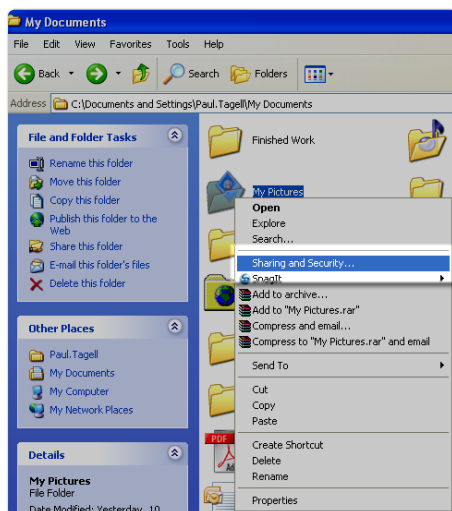 My Documents
File Edit View Favorites Tools Help
Back Search Folders
Address C:\Documents and Settings\Paul.Tagell\My Documents
File and Folder Tasks
Rename this folder
Move this folder
Copy this folder
Publish this folder to the
Web
Share this folder
E-mail this folder's files
Delete this folder
Other Places
Paul.Tagell
My Documents
My Computer
My Network Places
Details
My Pictures
File Folder
Date Modified: Yesterday, 10
Finished Work
My Pictures
Open
Explore
Search...
Sharing and Security...
SnagIt
Add to archive...
Add to "My Pictures.rar"
Compress and email...
Compress to "My Pictures.rar" and email
Send To
Cut
Copy
Paste
Create Shortcut
Delete
Rename
Properties
PDF
Ad